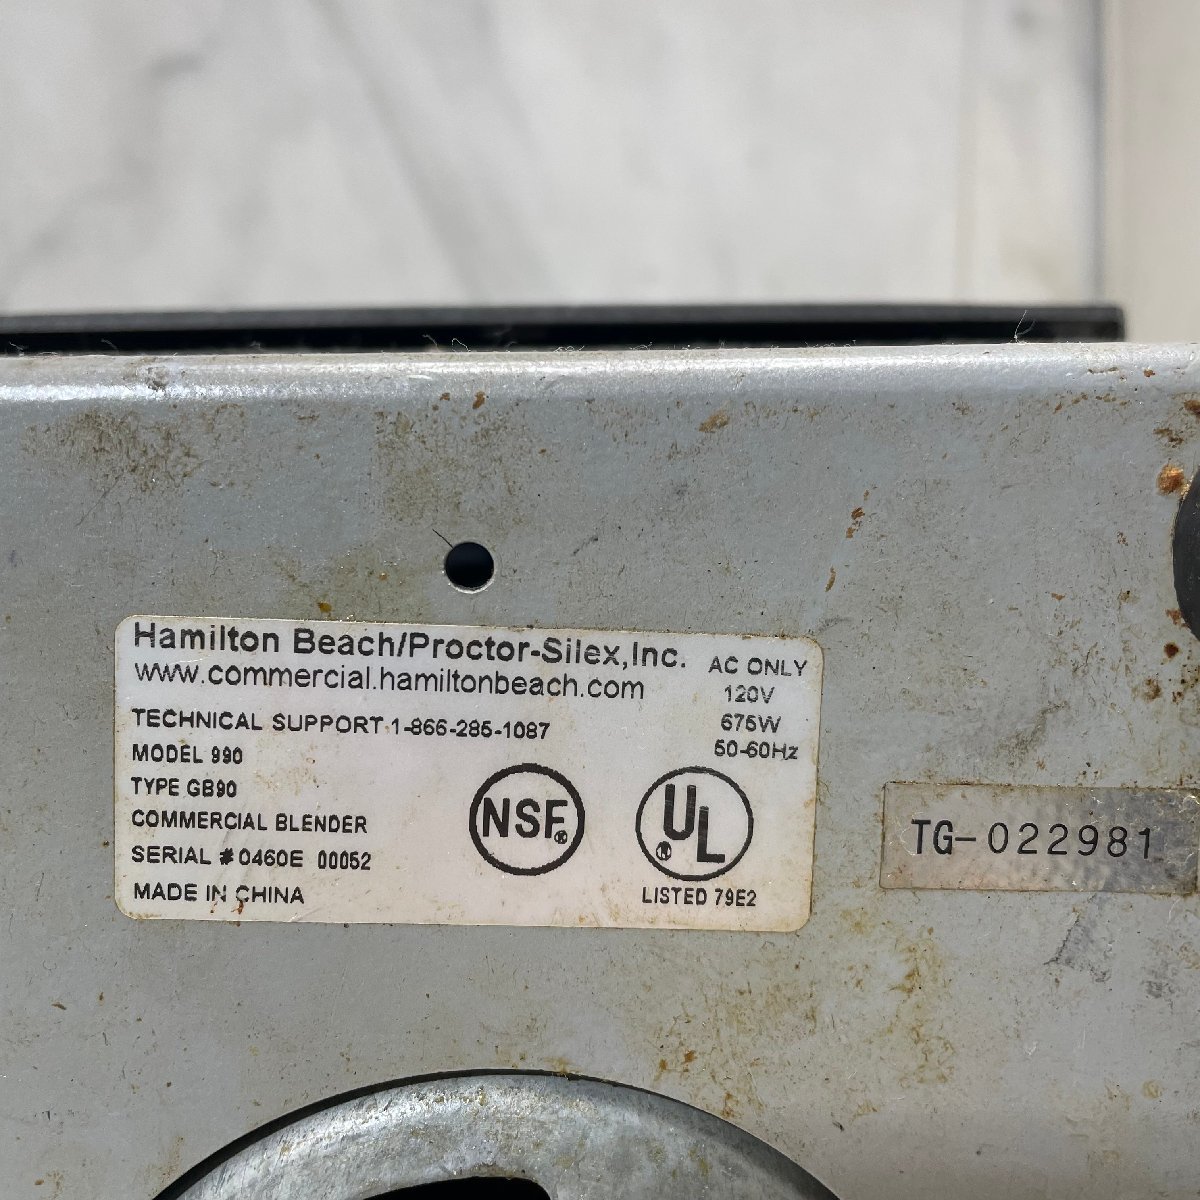 Hamilton Beach/Proctor-Silex,Inc.
www.commercial.hamiltonbeach.com
AC ONLY
120V
675W
50-60Hz
TECHNICAL SUPPORT 1-866-285-1087
MODEL 990
TYPE GB90
COMMERCIAL BLENDER
SERIAL # 0460E 00052
MADE IN CHINA
NSF®
UL®
LISTED 79E2
TG-022981